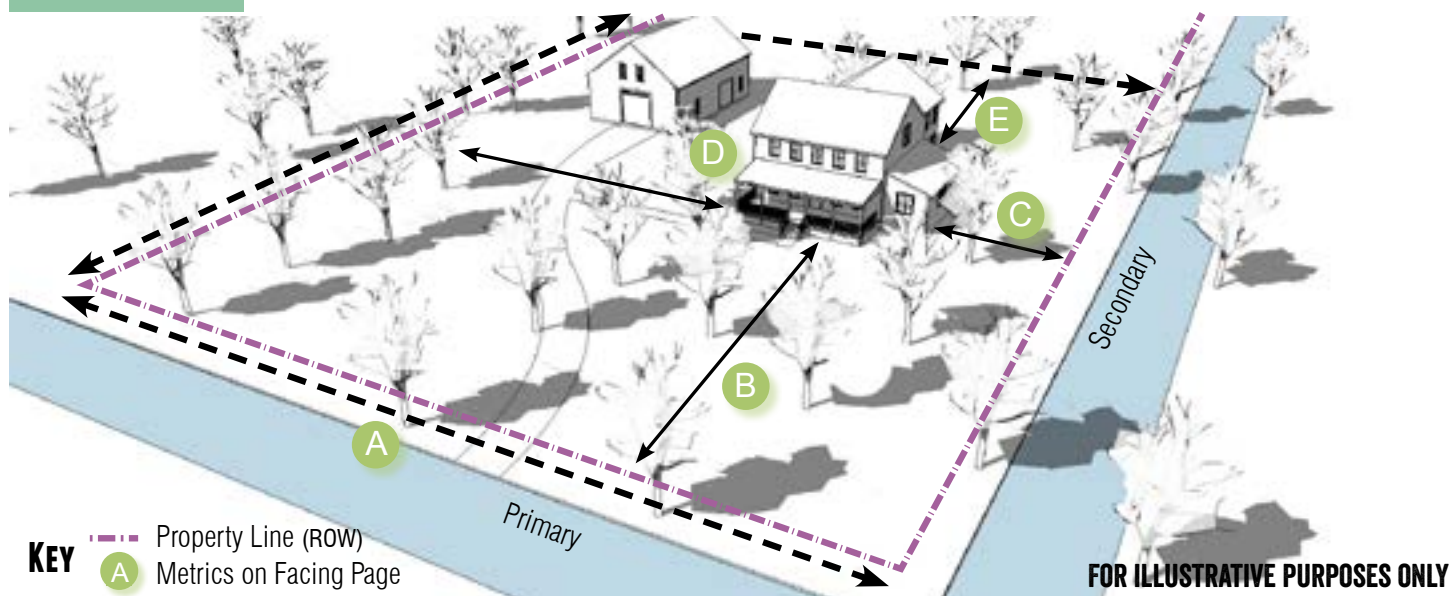 E
D
C
Secondary
B
A
Primary
KEY
Property Line (ROW)
A
Metrics on Facing Page
FOR ILLUSTRATIVE PURPOSES ONLY